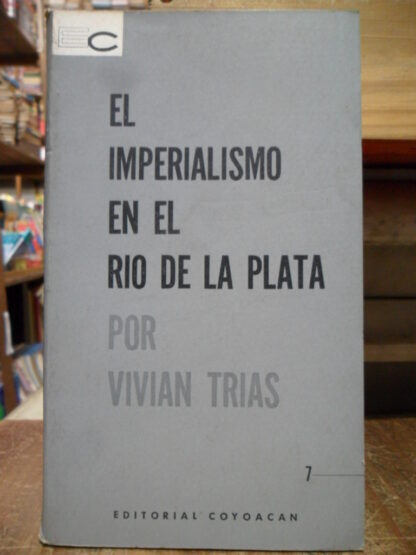 EC
EL
IMPERIALISMO
EN EL
RIO DE LA PLATA
POR
VIVIAN TRIAS
7
EDITORIAL COYOACAN